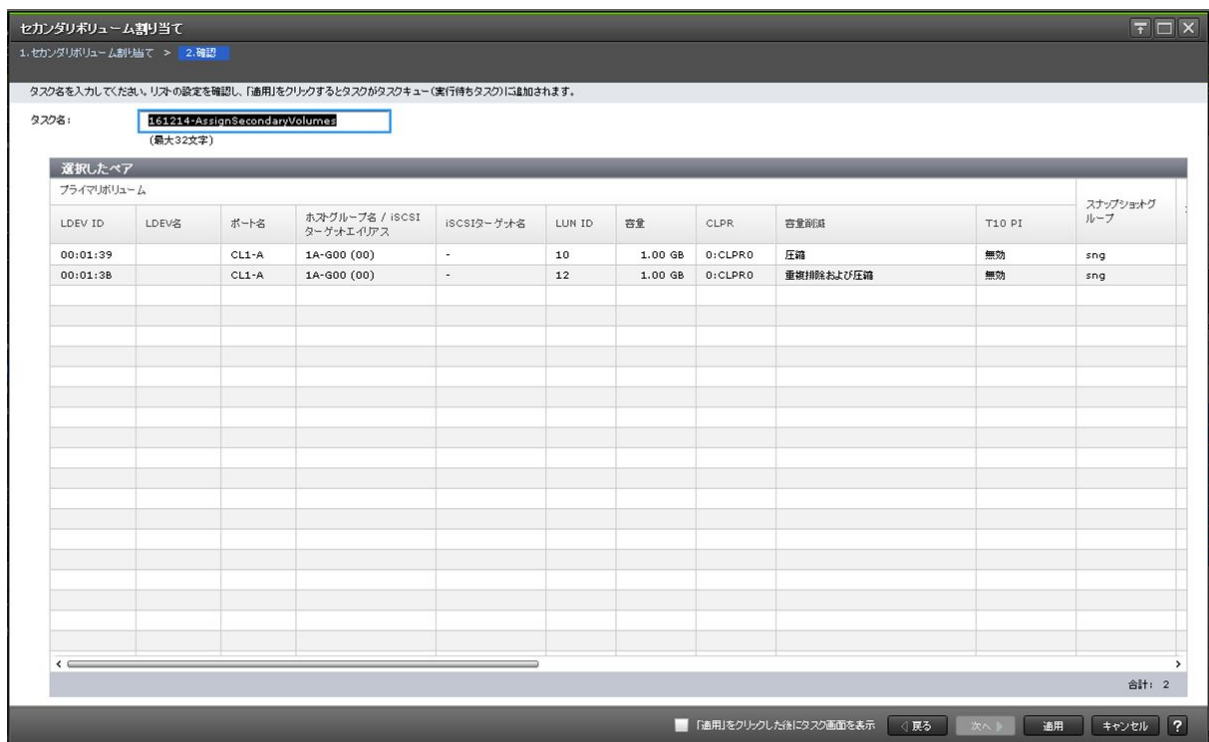 セカンダリボリューム割り当て
1.セカンダリボリューム割り当て > 2.確認
タスク名を入力してください。リストの設定を確認し、「適用」をクリックするとタスクがタスクキュー(実行待ちタスク)に追加されます。
タスク名: 161214-AssignSecondaryVolumes
(最大32文字)
選択したペア
プライマリボリューム スナップショットグループ
LDEV ID LDEV名 ポート名 ホストグループ名 / iSCSI ターゲットエイリアス iSCSIターゲット名 LUN ID 容量 CLPR 容量削減 T10 PI
00:01:39 CL1-A 1A-G00 (00) - 10 1.00 GB 0:CLPR0 圧縮 無効 sng
00:01:3B CL1-A 1A-G00 (00) - 12 1.00 GB 0:CLPR0 重複排除および圧縮 無効 sng
合計: 2
「適用」をクリックした後にタスク画面を表示 戻る 次へ 適用 キャンセル ?